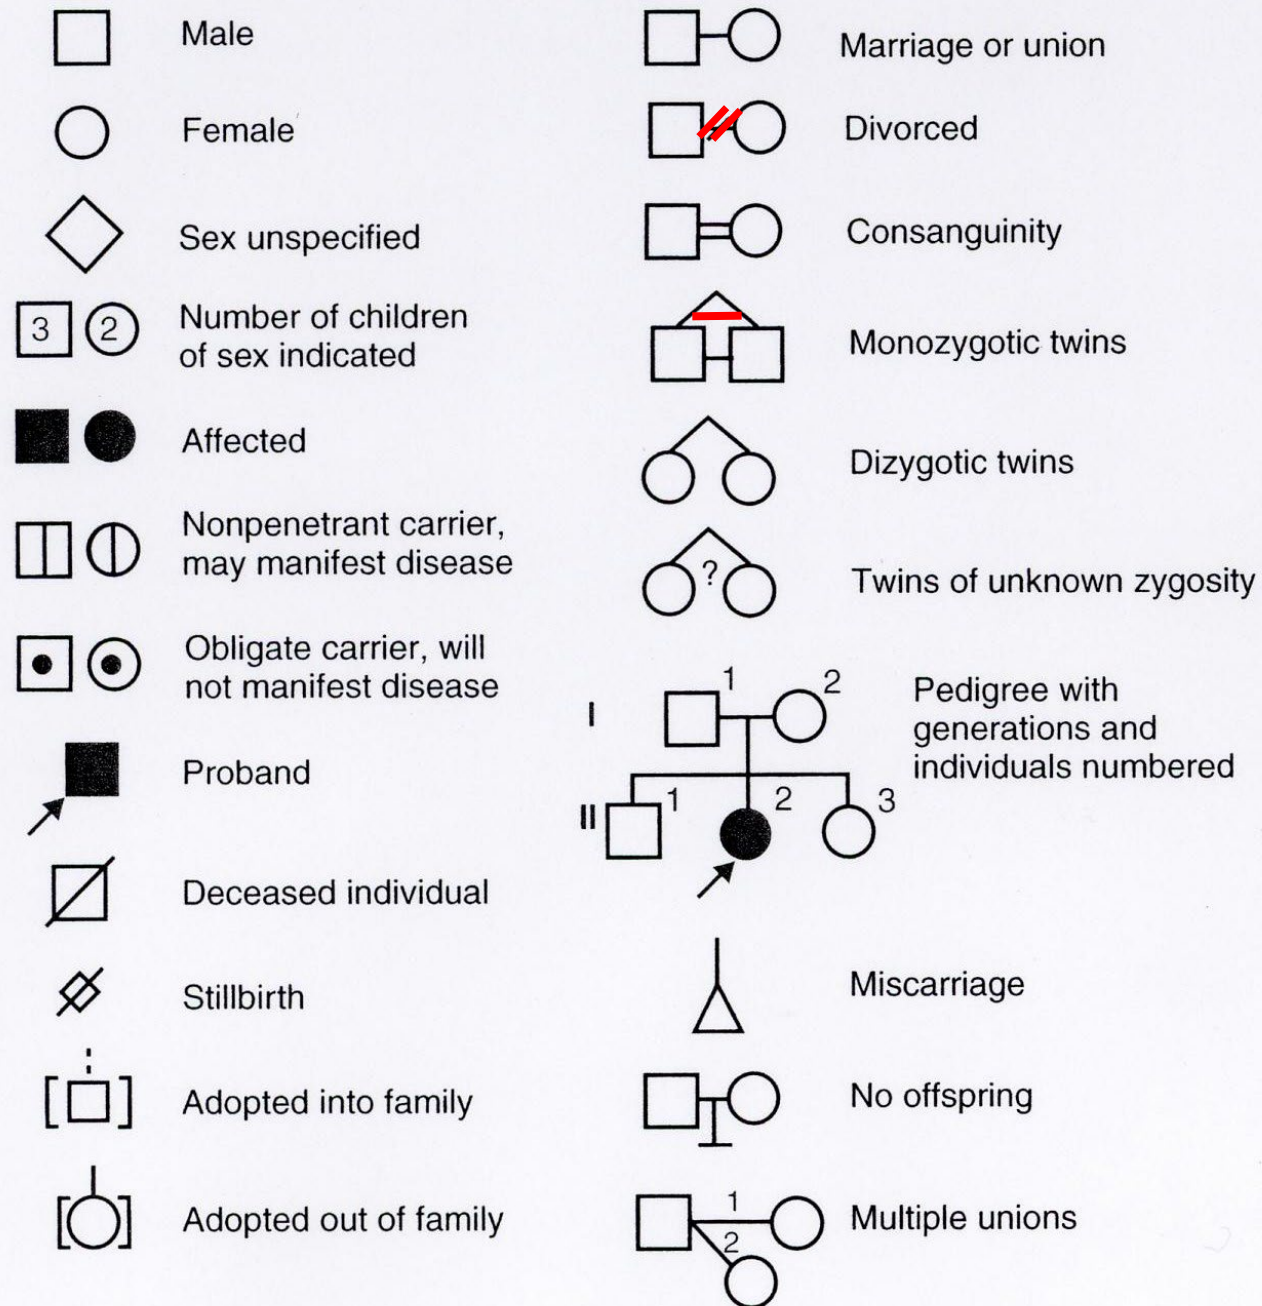 Male
Female
Sex unspecified
3 2
Number of children
of sex indicated
Affected
Nonpenetrant carrier,
may manifest disease
Obligate carrier, will
not manifest disease
Proband
Deceased individual
Stillbirth
[ ] Adopted into family
[ ] Adopted out of family
Marriage or union
Divorced
Consanguinity
Monozygotic twins
Dizygotic twins
? Twins of unknown zygosity
I 1 2
II 1 2 3
Pedigree with
generations and
individuals numbered
Miscarriage
No offspring
1
2
Multiple unions